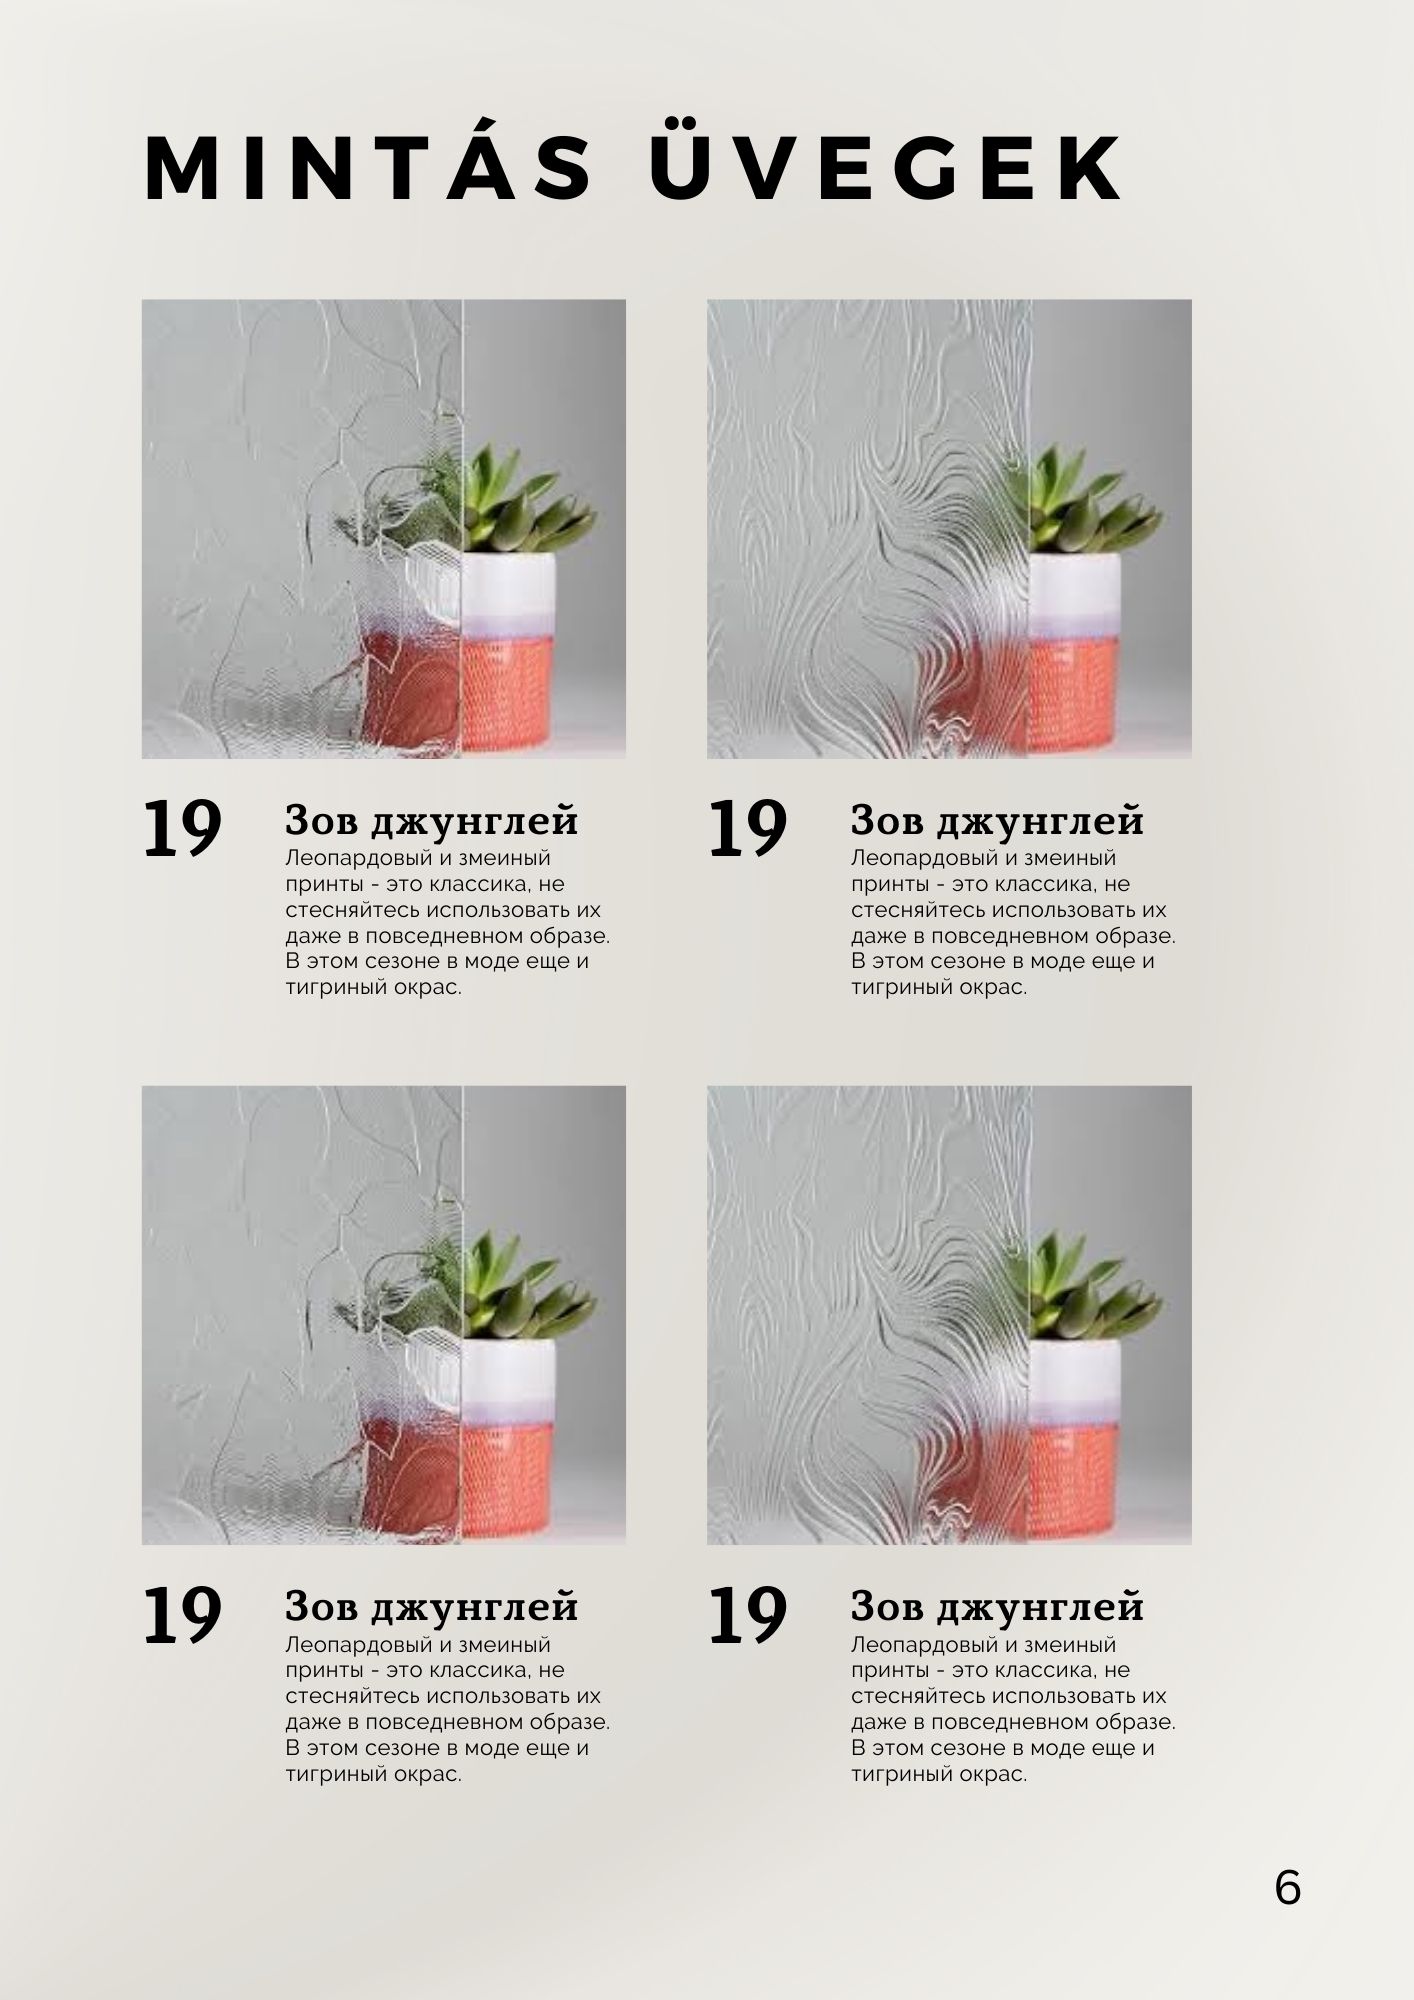 MINTÁS ÜVEGEK
19
Зов джунглей
Леопардовый и змеиный
принты - это классика, не
стесняйтесь использовать их
даже в повседневном образе.
В этом сезоне в моде еще и
тигриный окрас.
19
Зов джунглей
Леопардовый и змеиный
принты - это классика, не
стесняйтесь использовать их
даже в повседневном образе.
В этом сезоне в моде еще и
тигриный окрас.
19
Зов джунглей
Леопардовый и змеиный
принты - это классика, не
стесняйтесь использовать их
даже в повседневном образе.
В этом сезоне в моде еще и
тигриный окрас.
19
Зов джунглей
Леопардовый и змеиный
принты - это классика, не
стесняйтесь использовать их
даже в повседневном образе.
В этом сезоне в моде еще и
тигриный окрас.
6